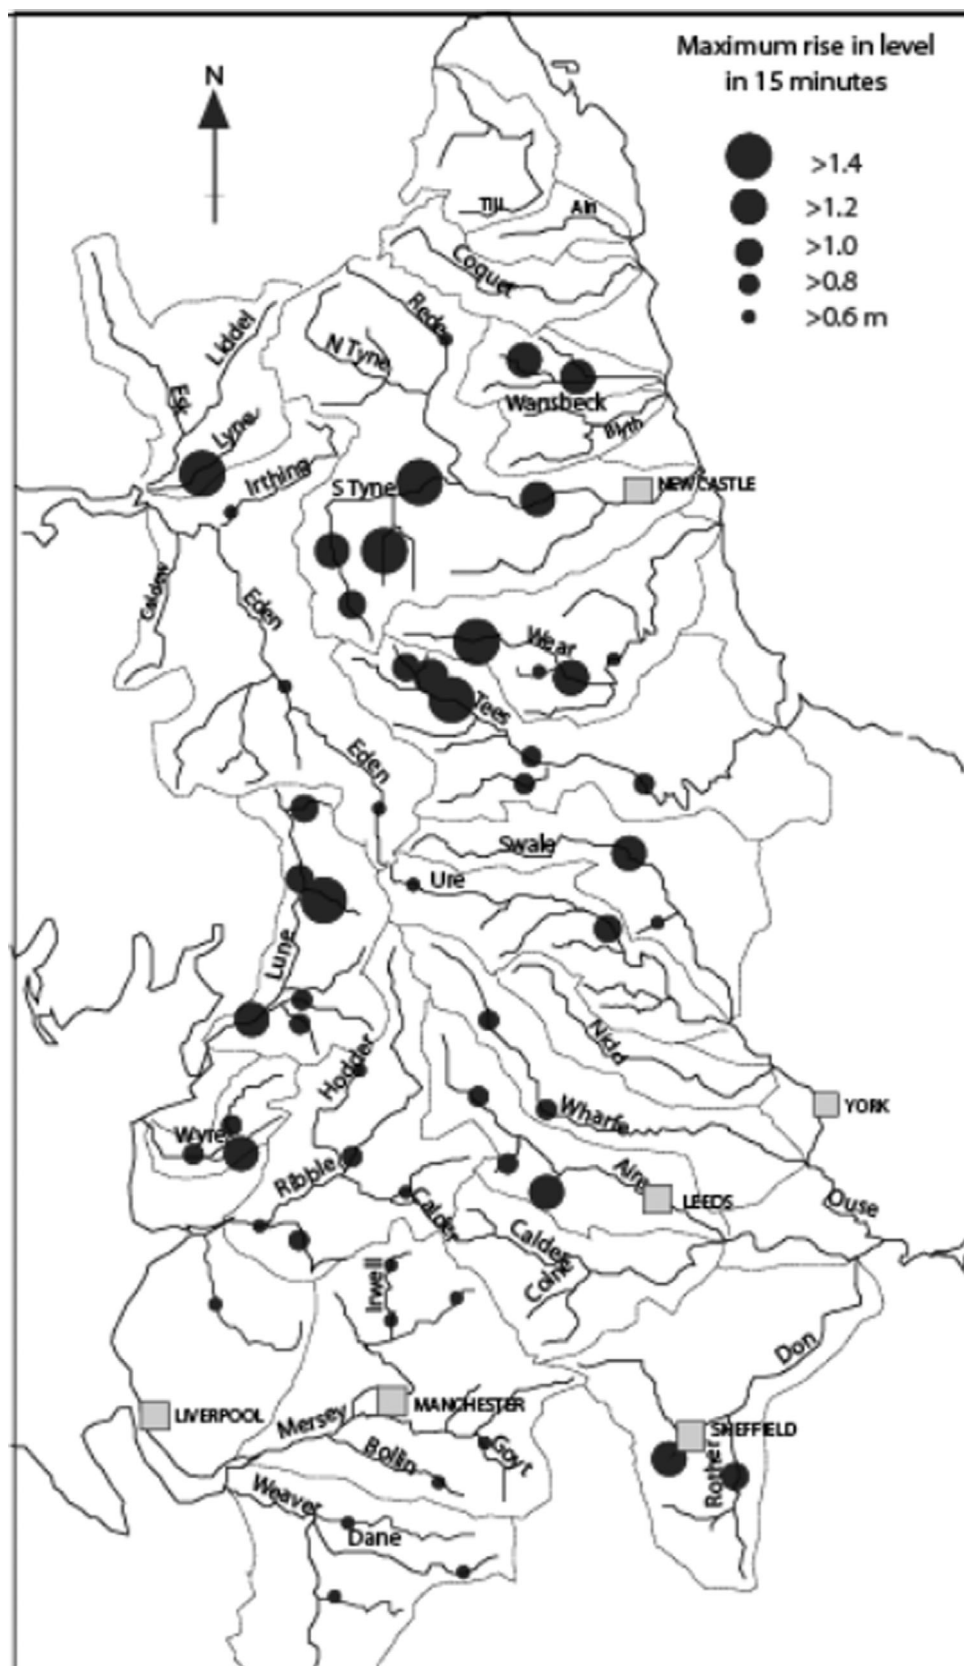 Maximum rise in level
in 15 minutes
N
>1.4
>1.2
>1.0
>0.8
>0.6 m
Till
Aln
Coquet
Rede
Liddel
N Tyne
Esk
Wansbeck
Lyne
Blyth
Irthing
S Tyne
NEWCASTLE
Caldew
Eden
Wear
Tees
Eden
Swale
Ure
Lune
Nidd
Hodder
YORK
Wharfe
Wyre
Ribble
Aire
LEEDS
Ouse
Calder
Calder
Colne
Irwell
Don
LIVERPOOL
MANCHESTER
SHEFFIELD
Mersey
Bollin
Goyt
Rother
Weaver
Dane